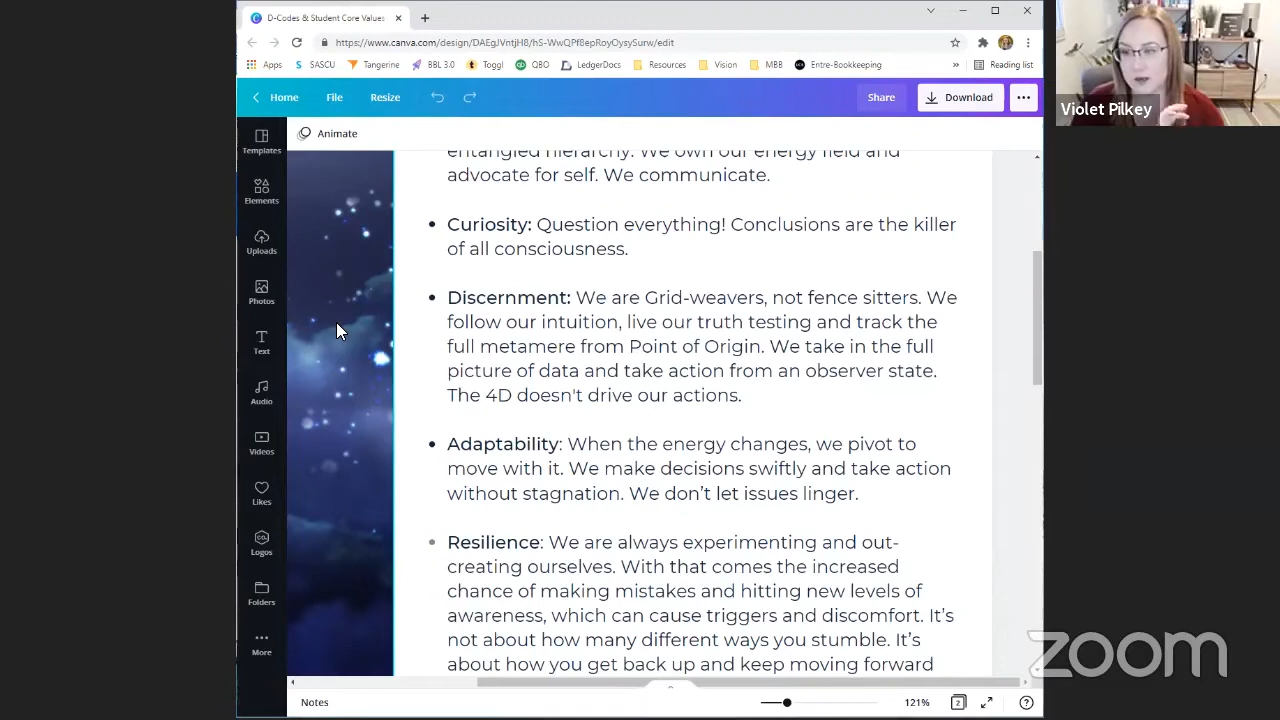 D-Codes & Student Core Values
https://www.canva.com/design/DAEgJVntjH8/hS-WwQPf8epRoyOysySurw/edit
Apps SASCU Tangerine BBL 3.0 Toggl QBO LedgerDocs Resources Vision MBB Entre-Bookkeeping » Reading list
Home File Resize Share Download
Animate
Templates
Elements
Uploads
Photos
Text
Audio
Videos
Likes
Logos
Folders
More
entangled hierarchy. We own our energy field and
advocate for self. We communicate.
• Curiosity: Question everything! Conclusions are the killer
of all consciousness.
• Discernment: We are Grid-weavers, not fence sitters. We
follow our intuition, live our truth testing and track the
full metamere from Point of Origin. We take in the full
picture of data and take action from an observer state.
The 4D doesn't drive our actions.
• Adaptability: When the energy changes, we pivot to
move with it. We make decisions swiftly and take action
without stagnation. We don’t let issues linger.
• Resilience: We are always experimenting and out-
creating ourselves. With that comes the increased
chance of making mistakes and hitting new levels of
awareness, which can cause triggers and discomfort. It’s
not about how many different ways you stumble. It’s
about how you get back up and keep moving forward
Notes 121% 2
Violet Pilkey
zoom